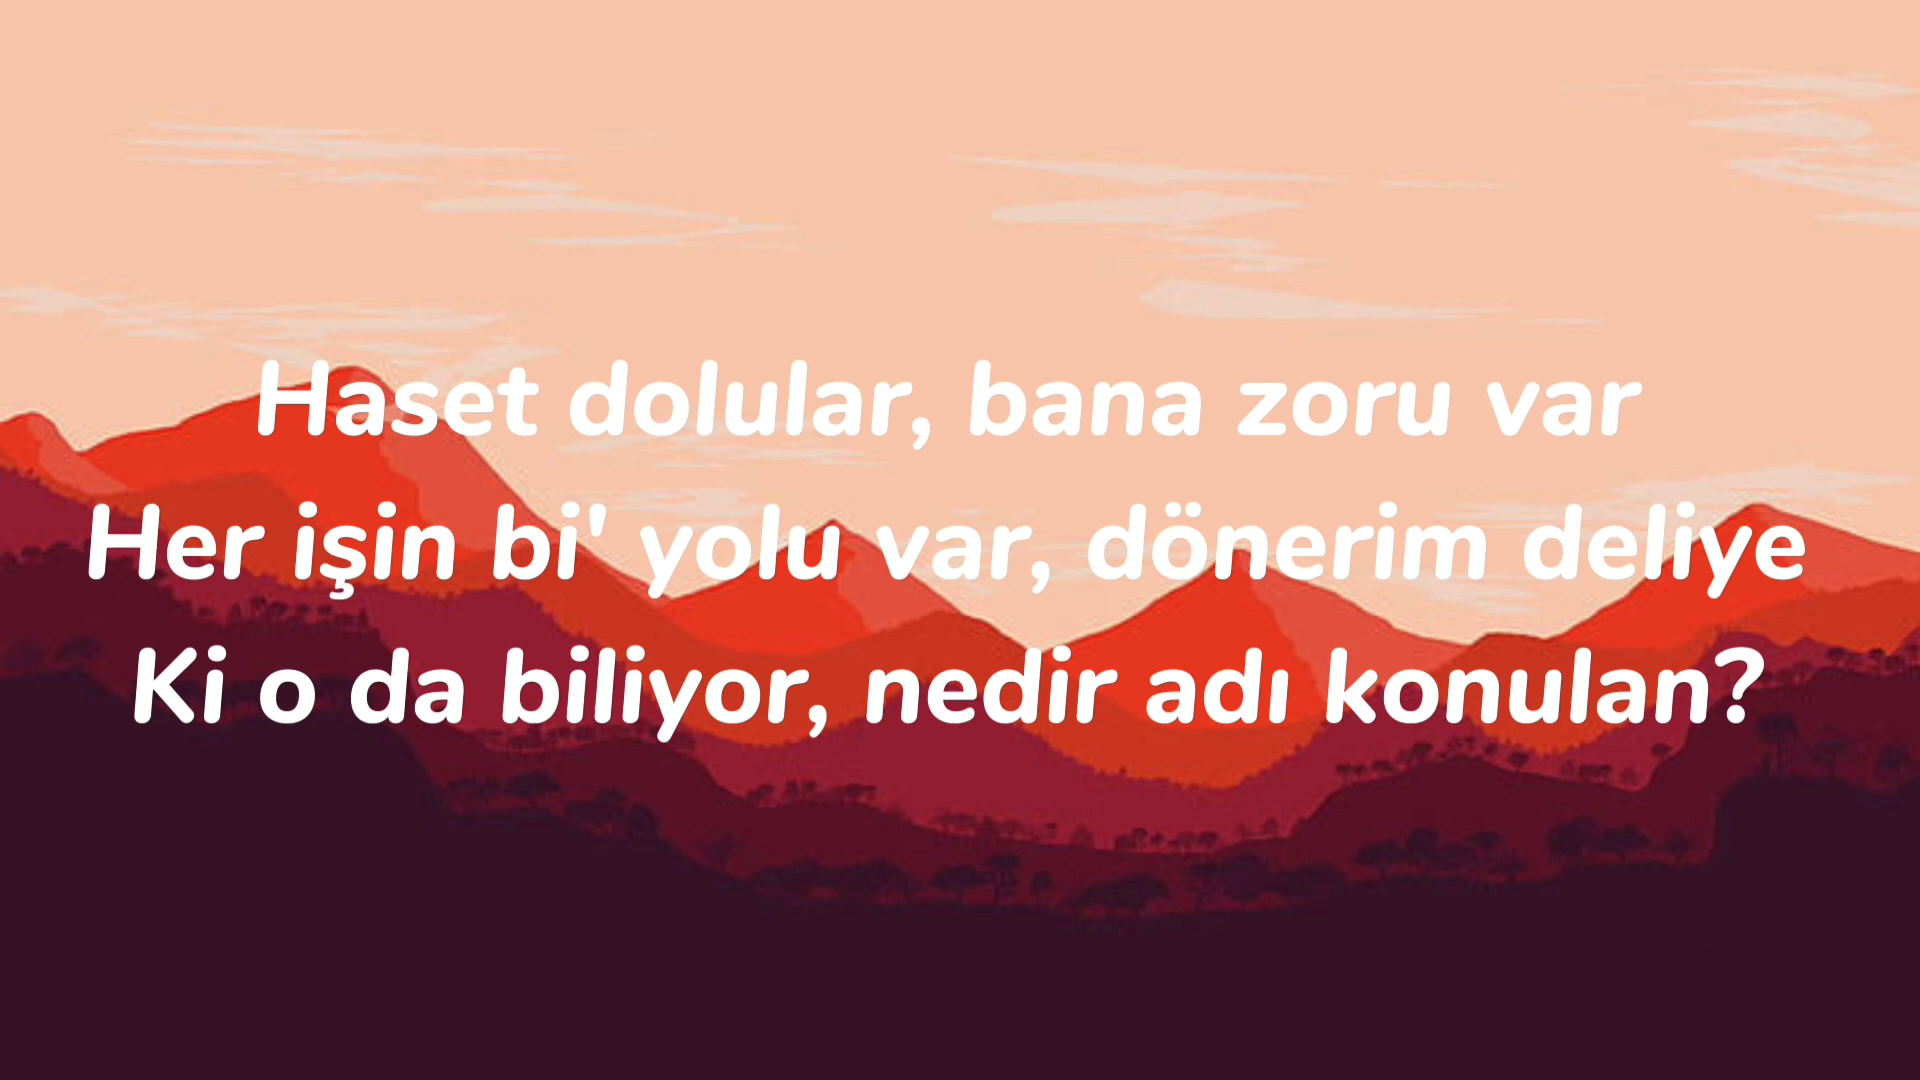 Haset dolular, bana zoru var
Her işin bi' yolu var, dönerim deliye
Ki o da biliyor, nedir adı konulan?